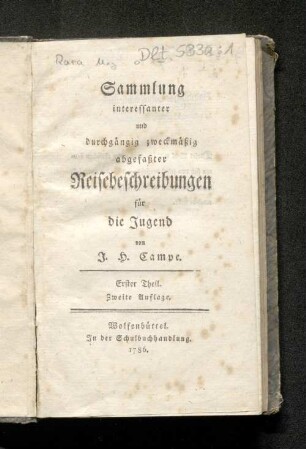 Rara
Dlt 533a:1
Sammlung
interessanter
und
durchgängig zweckmäßig
abgefaßter
Reisebeschreibungen
für
die Jugend
von
J. H. Campe.
Erster Theil.
Zweite Auflage.
Wolfenbüttel.
In der Schulbuchhandlung.
1786.